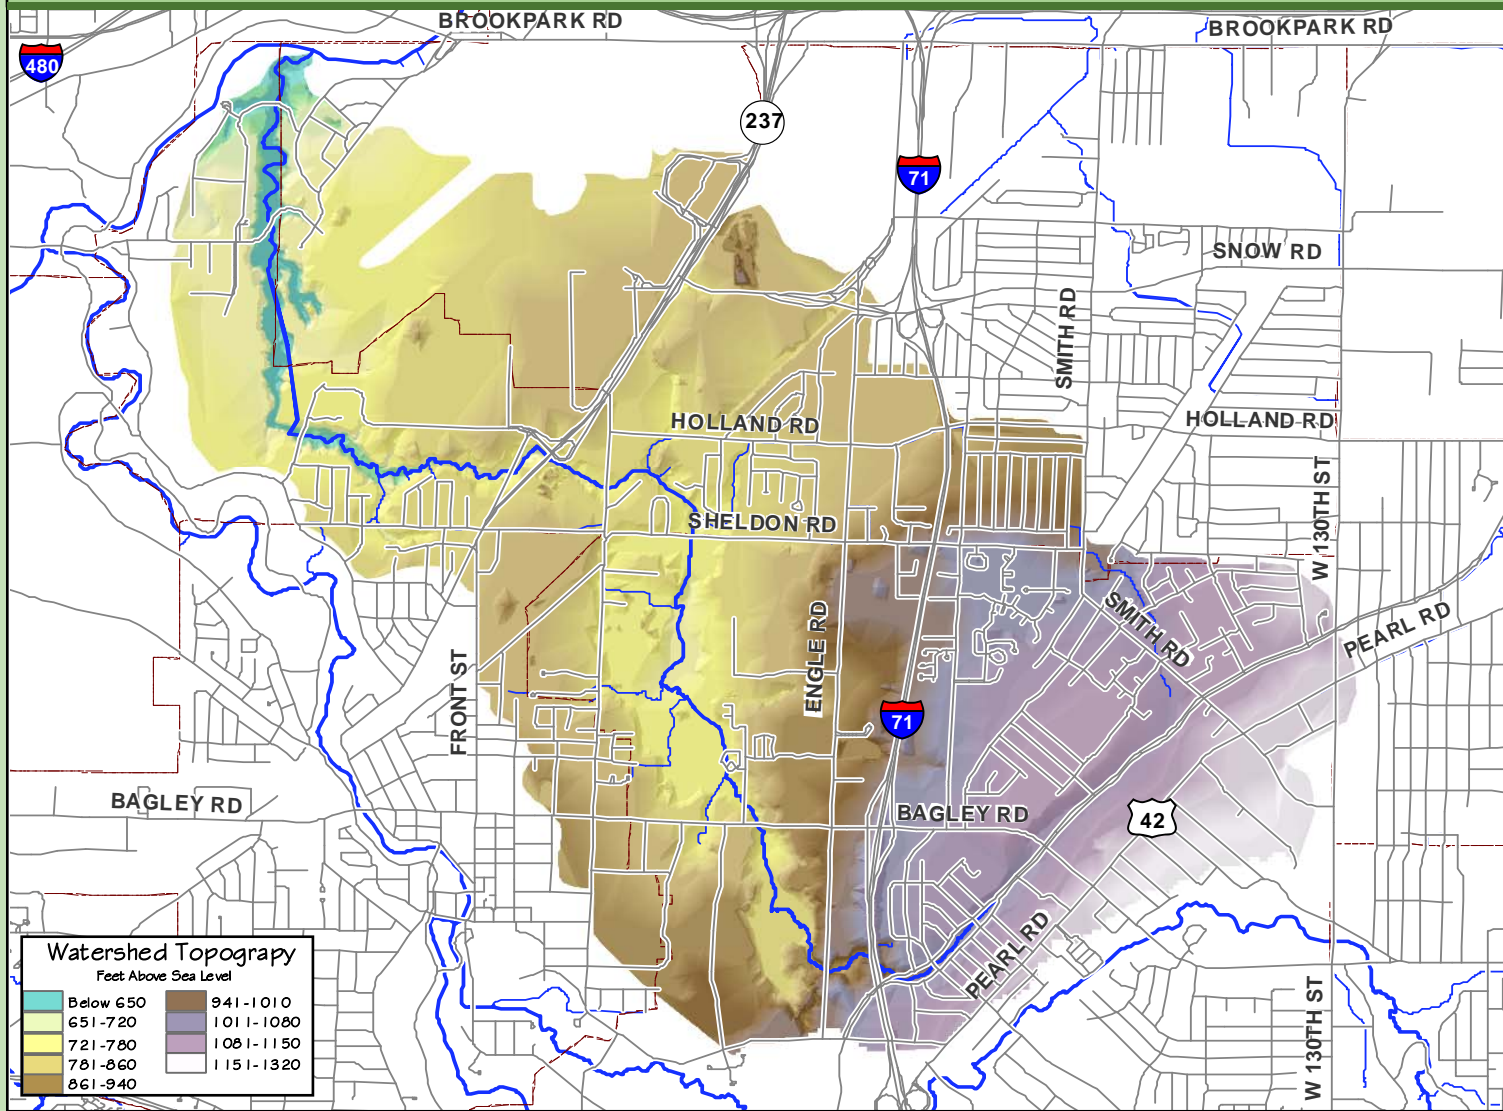 BROOKPARK RD
BROOKPARK RD
480
237
71
SNOW RD
SMITH RD
HOLLAND RD
HOLLAND RD
W 130TH ST
SHELDON RD
SMITH RD
PEARL RD
ENGLE RD
FRONT ST
71
BAGLEY RD
BAGLEY RD
42
PEARL RD
W 130TH ST
Watershed Topograpy
Feet Above Sea Level
Below 650
651-720
721-780
781-860
861-940
941-1010
1011-1080
1081-1150
1151-1320